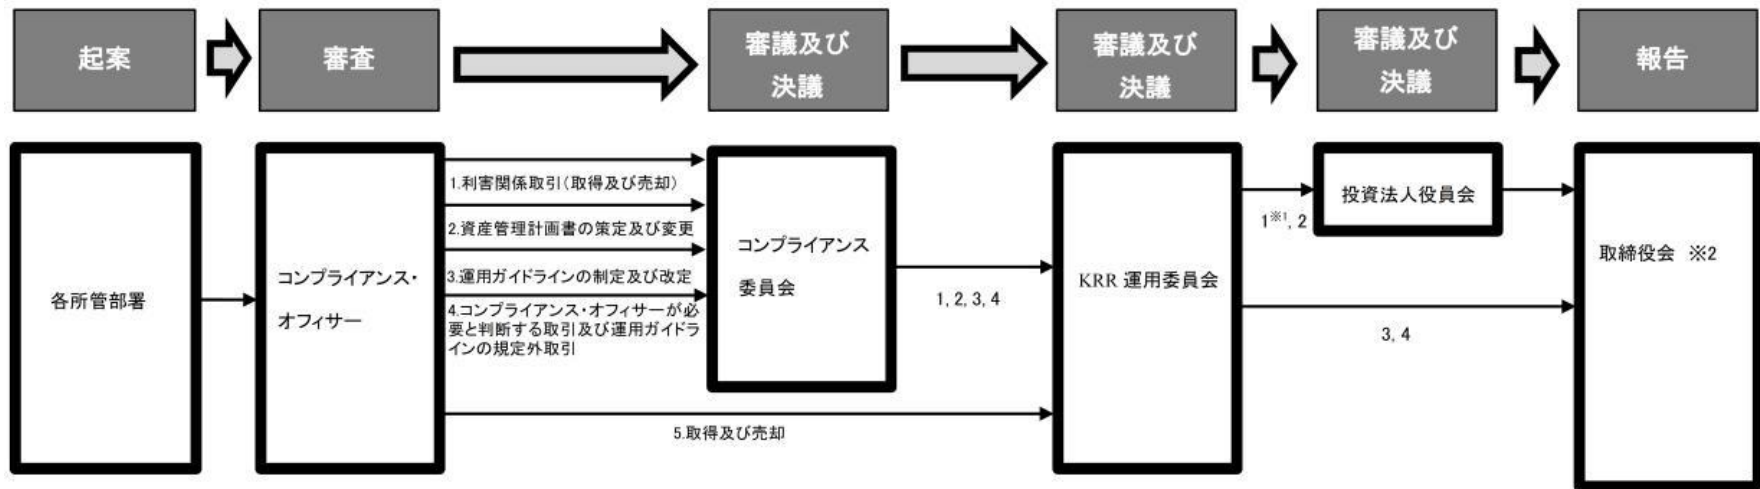 起案
審査
審議及び
決議
審議及び
決議
審議及び
決議
報告
各所管部署
コンプライアンス・
オフィサー
1.利害関係取引(取得及び売却)
2.資産管理計画書の策定及び変更
3.運用ガイドラインの制定及び改定
4.コンプライアンス・オフィサーが必
要と判断する取引及び運用ガイドラ
インの規定外取引
5.取得及び売却
コンプライアンス
委員会
1, 2, 3, 4
KRR 運用委員会
1※1, 2
3, 4
投資法人役員会
取締役会 ※2